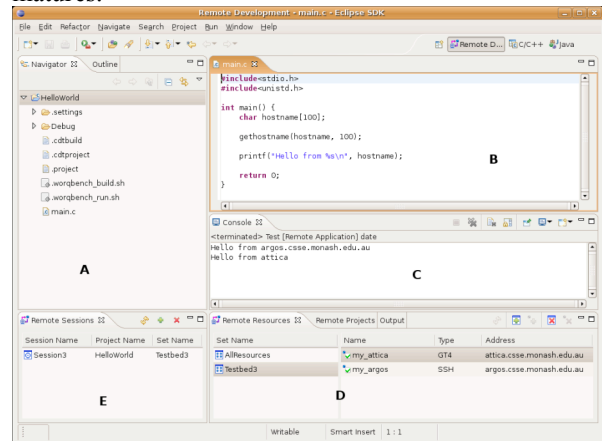 matures.
Remote Development - main.c - Eclipse SDK
File Edit Refactor Navigate Search Project Run Window Help
Remote D... C/C++ Java
Navigator Outline
HelloWorld
.settings
Debug
.cdtbuild
.cdtproject
.project
.worqbench_build.sh
.worqbench_run.sh
main.c
A
main.c
#include<stdio.h>
#include<unistd.h>
int main() {
char hostname[100];
gethostname(hostname, 100);
printf("Hello from %s\n", hostname);
return 0;
}
B
Console
<terminated> Test [Remote Application] date
Hello from argos.csse.monash.edu.au
Hello from attica
C
Remote Sessions
Session Name Project Name Set Name
Session3 HelloWorld Testbed3
E
Remote Resources Remote Projects Output
Set Name Name Type Address
AllResources my_attica GT4 attica.csse.monash.edu.au
Testbed3 my_argos SSH argos.csse.monash.edu.au
D
Writable Smart Insert 1 : 1